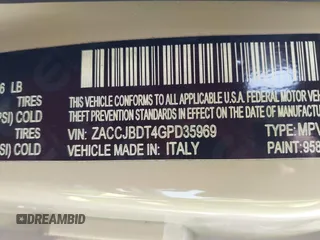 6 LB
TIRES
SI) COLD
TIRES
SI) COLD
THIS VEHICLE CONFORMS TO ALL APPLICABLE U.S.A. FEDERAL MOTOR VEH
THEFT PREVENTION STANDARDS IN EFFECT ON THE DATE OF
VIN: ZACCJBDT4GPD35969 TYPE: MPV
VEHICLE MADE IN: ITALY PAINT:958
DREAMBID